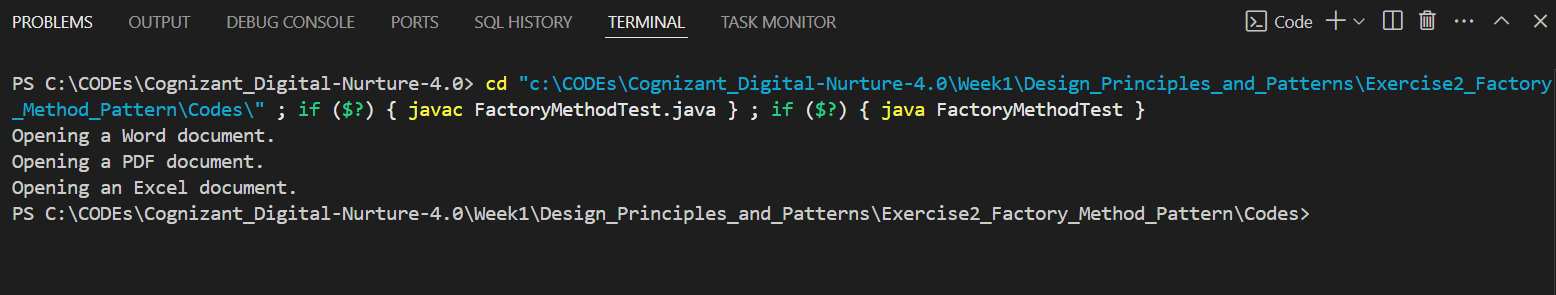 PROBLEMS OUTPUT DEBUG CONSOLE PORTS SQL HISTORY TERMINAL TASK MONITOR Code
PS C:\CODEs\Cognizant_Digital-Nurture-4.0> cd "c:\CODEs\Cognizant_Digital-Nurture-4.0\Week1\Design_Principles_and_Patterns\Exercise2_Factory
_Method_Pattern\Codes\" ; if ($?) { javac FactoryMethodTest.java } ; if ($?) { java FactoryMethodTest }
Opening a Word document.
Opening a PDF document.
Opening an Excel document.
PS C:\CODEs\Cognizant_Digital-Nurture-4.0\Week1\Design_Principles_and_Patterns\Exercise2_Factory_Method_Pattern\Codes>